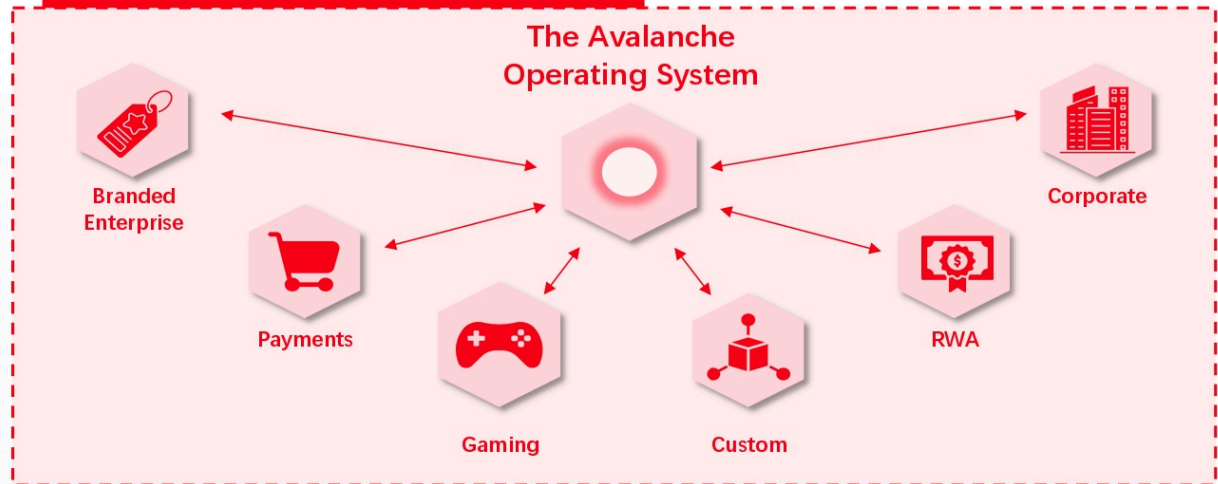 The Avalanche
Operating System
Branded
Enterprise
Corporate
Payments
RWA
Gaming
Custom